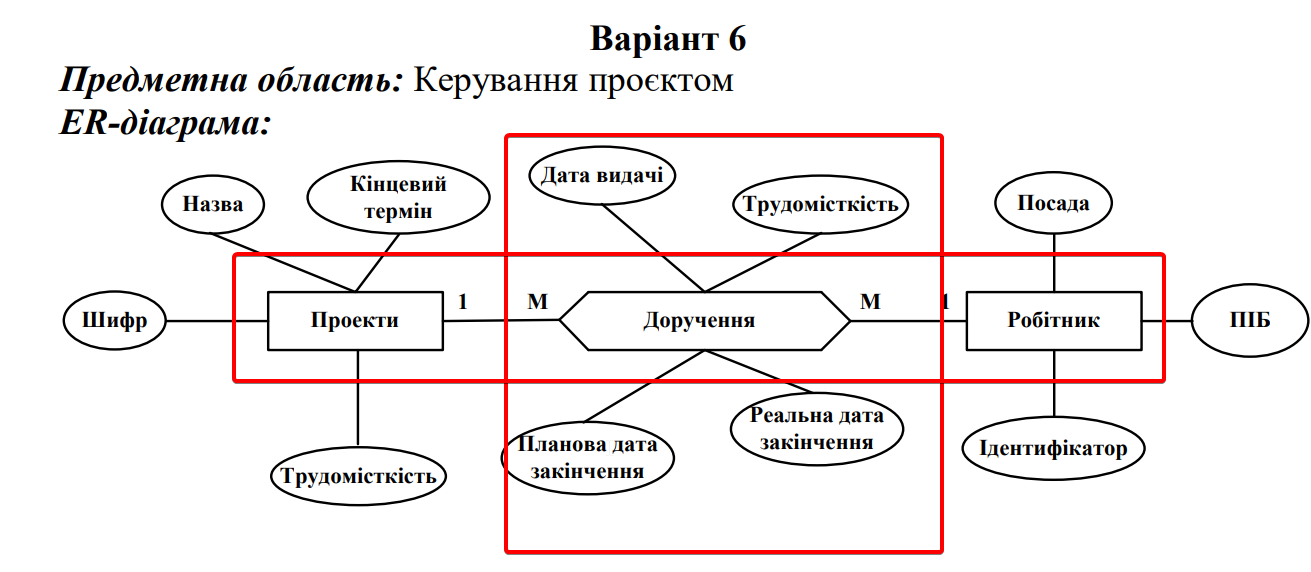 Варіант 6
Предметна область: Керування проєктом
ER-діаграма:
Назва
Кінцевий
термін
Дата видачі
Трудомісткість
Посада
Шифр
Проекти
1
М
Доручення
М
1
Робітник
ПІБ
Трудомісткість
Планова дата
закінчення
Реальна дата
закінчення
Ідентифікатор